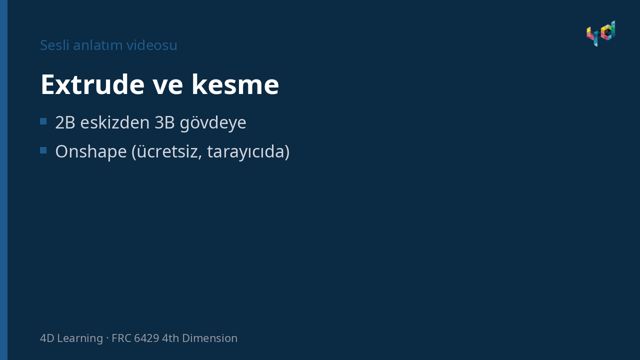 Sesli anlatım videosu
Extrude ve kesme
2B eskizden 3B gövdeye
Onshape (ücretsiz, tarayıcıda)
4D Learning · FRC 6429 4th Dimension